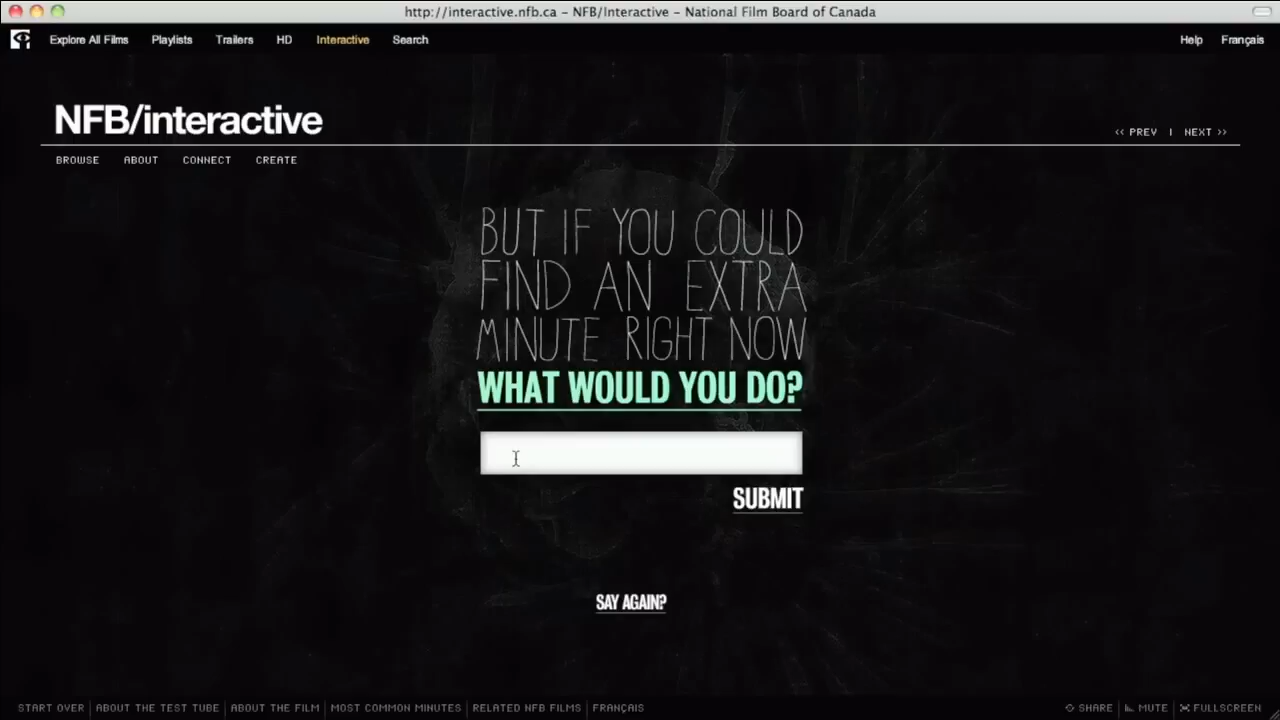 http://interactive.nfb.ca – NFB/Interactive – National Film Board of Canada
Explore All Films Playlists Trailers HD Interactive Search Help Français
NFB/interactive
<< PREV | NEXT >>
BROWSE ABOUT CONNECT CREATE
BUT IF YOU COULD
FIND AN EXTRA
MINUTE RIGHT NOW
WHAT WOULD YOU DO?
SUBMIT
SAY AGAIN?
START OVER ABOUT THE TEST TUBE ABOUT THE FILM MOST COMMON MINUTES RELATED NFB FILMS FRANÇAIS SHARE MUTE FULLSCREEN